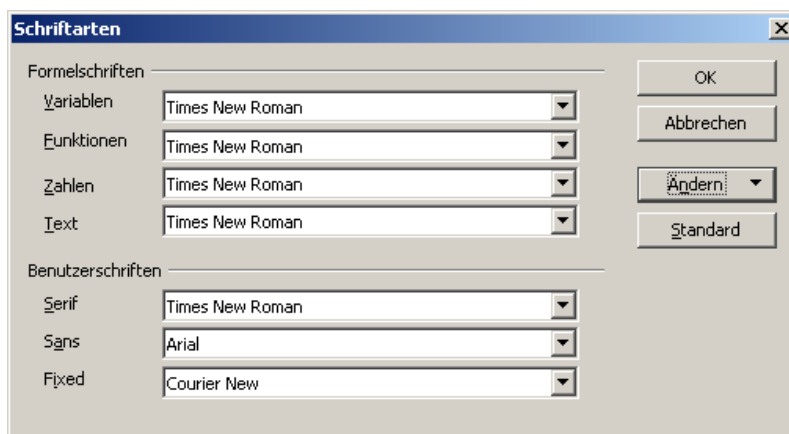 Schriftarten
Formelschriften
Variablen Times New Roman
Funktionen Times New Roman
Zahlen Times New Roman
Text Times New Roman
Benutzerschriften
Serif Times New Roman
Sans Arial
Fixed Courier New
OK
Abbrechen
Ändern
Standard